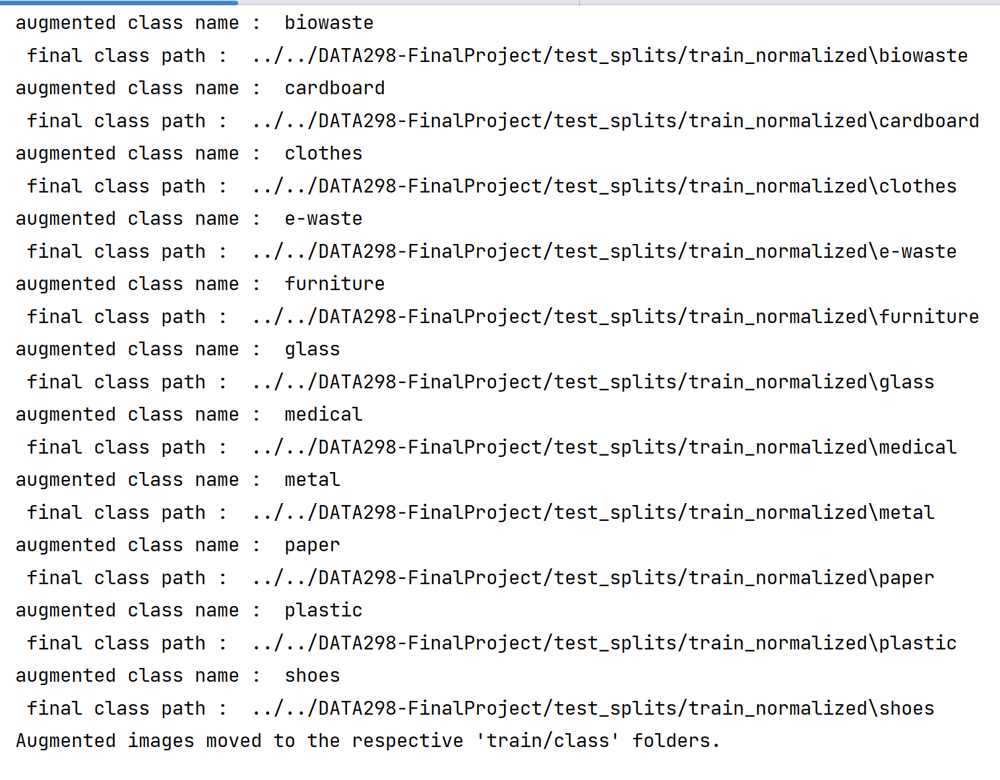 augmented class name :  biowaste
 final class path :  ../../DATA298-FinalProject/test_splits/train_normalized\biowaste
augmented class name :  cardboard
 final class path :  ../../DATA298-FinalProject/test_splits/train_normalized\cardboard
augmented class name :  clothes
 final class path :  ../../DATA298-FinalProject/test_splits/train_normalized\clothes
augmented class name :  e-waste
 final class path :  ../../DATA298-FinalProject/test_splits/train_normalized\e-waste
augmented class name :  furniture
 final class path :  ../../DATA298-FinalProject/test_splits/train_normalized\furniture
augmented class name :  glass
 final class path :  ../../DATA298-FinalProject/test_splits/train_normalized\glass
augmented class name :  medical
 final class path :  ../../DATA298-FinalProject/test_splits/train_normalized\medical
augmented class name :  metal
 final class path :  ../../DATA298-FinalProject/test_splits/train_normalized\metal
augmented class name :  paper
 final class path :  ../../DATA298-FinalProject/test_splits/train_normalized\paper
augmented class name :  plastic
 final class path :  ../../DATA298-FinalProject/test_splits/train_normalized\plastic
augmented class name :  shoes
 final class path :  ../../DATA298-FinalProject/test_splits/train_normalized\shoes
Augmented images moved to the respective 'train/class' folders.